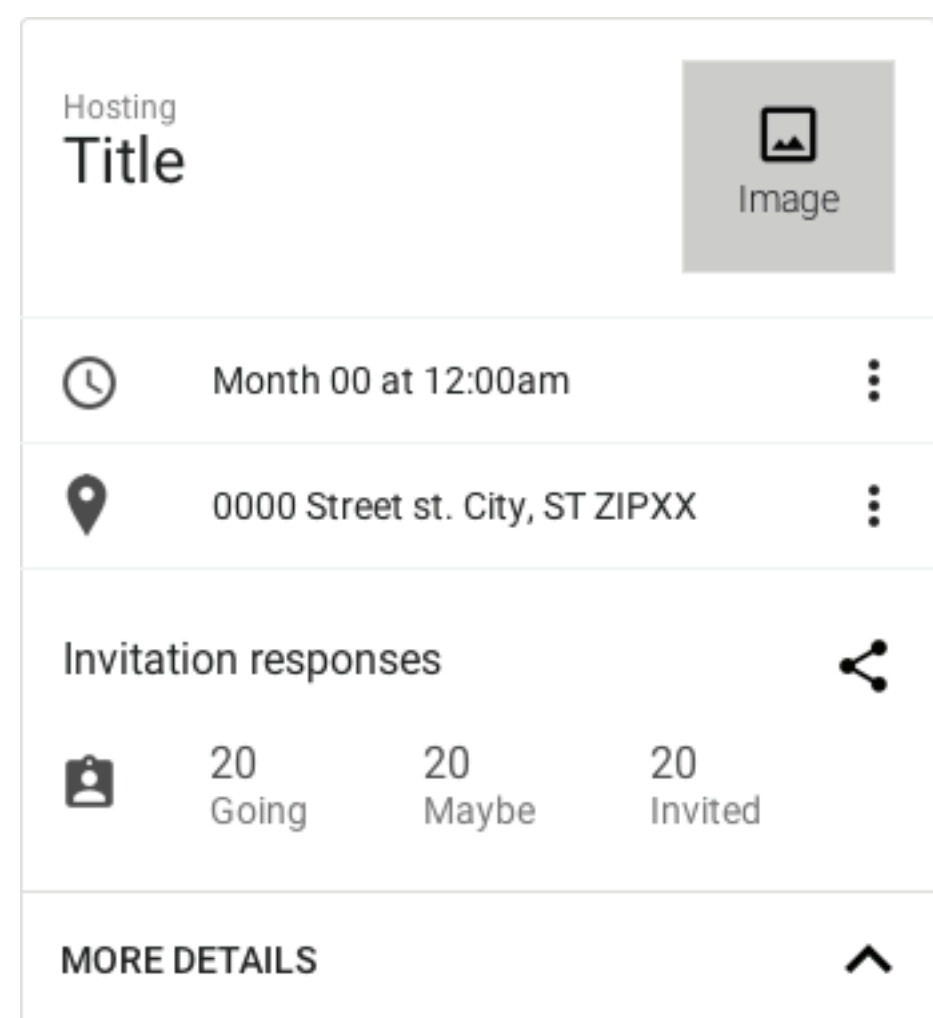 Hosting
Title
Image
Month 00 at 12:00am
0000 Street st. City, ST ZIPXX
Invitation responses
20 20 20
Going Maybe Invited
MORE DETAILS